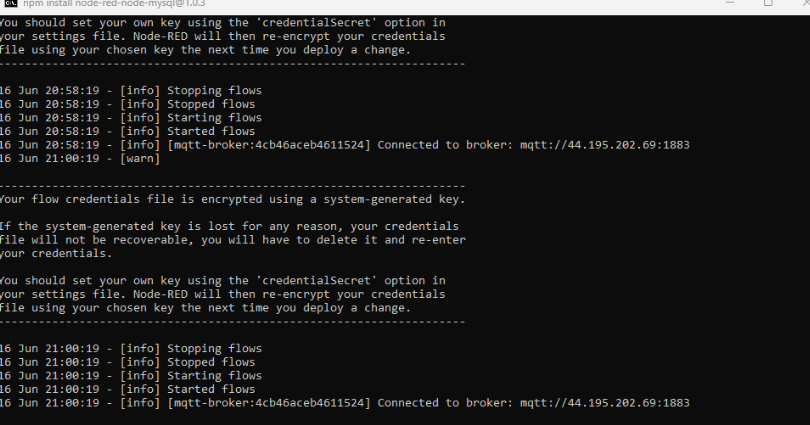 npm install node-red-node-mysql@1.0.3
You should set your own key using the 'credentialSecret' option in
your settings file. Node-RED will then re-encrypt your credentials
file using your chosen key the next time you deploy a change.
---------------------------------------------------------------------
16 Jun 20:58:19 - [info] Stopping flows
16 Jun 20:58:19 - [info] Stopped flows
16 Jun 20:58:19 - [info] Starting flows
16 Jun 20:58:19 - [info] Started flows
16 Jun 20:58:19 - [info] [mqtt-broker:4cb46aceb4611524] Connected to broker: mqtt://44.195.202.69:1883
16 Jun 21:00:19 - [warn]
---------------------------------------------------------------------
Your flow credentials file is encrypted using a system-generated key.
If the system-generated key is lost for any reason, your credentials
file will not be recoverable, you will have to delete it and re-enter
your credentials.
You should set your own key using the 'credentialSecret' option in
your settings file. Node-RED will then re-encrypt your credentials
file using your chosen key the next time you deploy a change.
---------------------------------------------------------------------
16 Jun 21:00:19 - [info] Stopping flows
16 Jun 21:00:19 - [info] Stopped flows
16 Jun 21:00:19 - [info] Starting flows
16 Jun 21:00:19 - [info] Started flows
16 Jun 21:00:19 - [info] [mqtt-broker:4cb46aceb4611524] Connected to broker: mqtt://44.195.202.69:1883